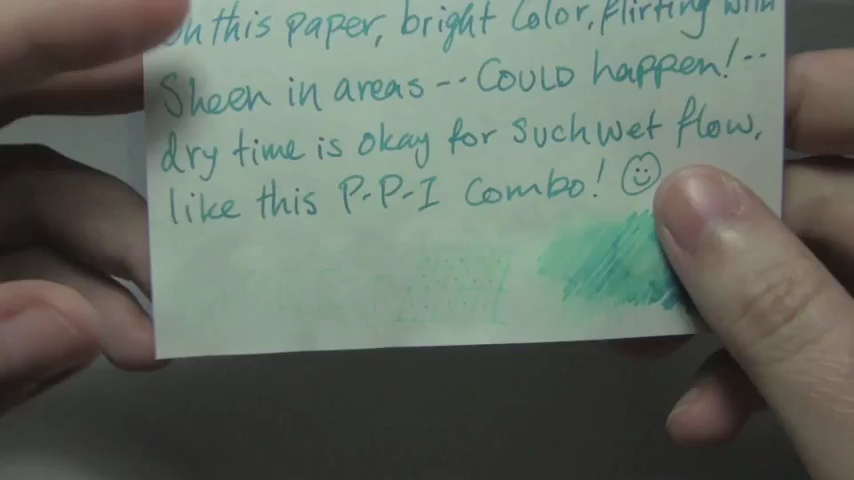 On this paper, bright Color, flirting with
Sheen in areas -- COULD happen! --
dry time is okay for such wet flow,
like this P-P-I Combo! ☺